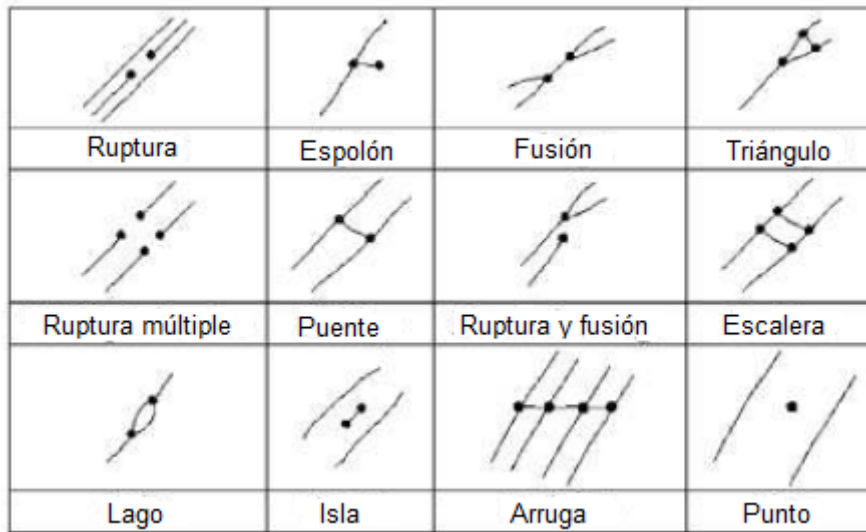 Ruptura
Espolón
Fusión
Triángulo
Ruptura múltiple
Puente
Ruptura y fusión
Escalera
Lago
Isla
Arruga
Punto